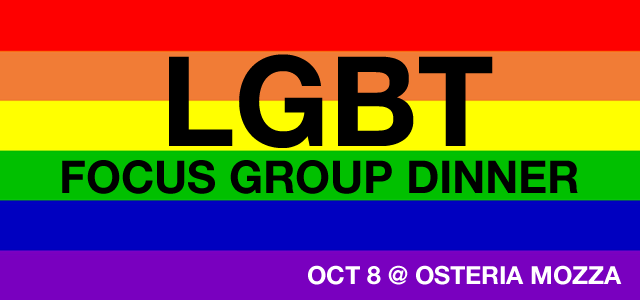 LGBT
FOCUS GROUP DINNER
OCT 8 @ OSTERIA MOZZA